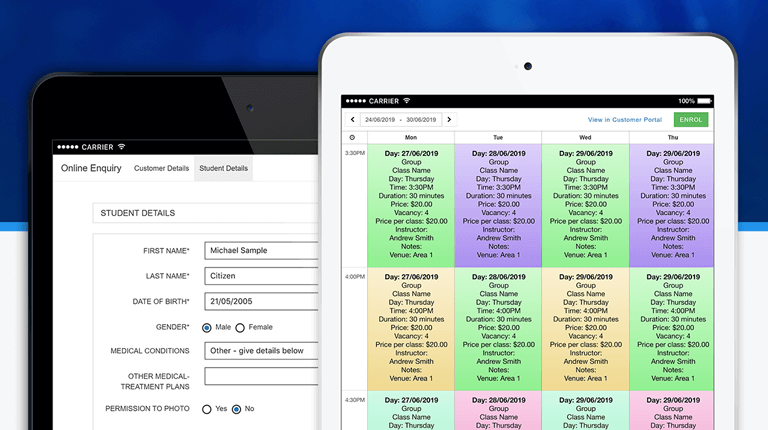 CARRIER
Online Enquiry Customer Details Student Details
STUDENT DETAILS
FIRST NAME* Michael Sample
LAST NAME* Citizen
DATE OF BIRTH* 21/05/2005
GENDER* Male Female
MEDICAL CONDITIONS Other - give details below
OTHER MEDICAL-
TREATMENT PLANS
PERMISSION TO PHOTO Yes No
CARRIER 100%
24/06/2019 - 30/06/2019 View in Customer Portal ENROL
Mon Tue Wed Thu
3:30PM Day: 27/06/2019 Day: 28/06/2019 Day: 29/06/2019 Day: 29/06/2019
Group Group Group Group
Class Name Class Name Class Name Class Name
Day: Thursday Day: Thursday Day: Thursday Day: Thursday
Time: 3:30PM Time: 3:30PM Time: 3:30PM Time: 3:30PM
Duration: 30 minutes Duration: 30 minutes Duration: 30 minutes Duration: 30 minutes
Price: $20.00 Price: $20.00 Price: $20.00 Price: $20.00
Vacancy: 4 Vacancy: 4 Vacancy: 4 Vacancy: 4
Price per class: $20.00 Price per class: $20.00 Price per class: $20.00 Price per class: $20.00
Instructor: Instructor: Instructor: Instructor:
Andrew Smith Andrew Smith Andrew Smith Andrew Smith
Notes: Notes: Notes: Notes:
Venue: Area 1 Venue: Area 1 Venue: Area 1 Venue: Area 1
4:00PM Day: 27/06/2019 Day: 28/06/2019 Day: 29/06/2019 Day: 29/06/2019
Group Group Group Group
Class Name Class Name Class Name Class Name
Day: Thursday Day: Thursday Day: Thursday Day: Thursday
Time: 4:00PM Time: 4:00PM Time: 4:00PM Time: 4:00PM
Duration: 30 minutes Duration: 30 minutes Duration: 30 minutes Duration: 30 minutes
Price: $20.00 Price: $20.00 Price: $20.00 Price: $20.00
Vacancy: 4 Vacancy: 4 Vacancy: 4 Vacancy: 4
Price per class: $20.00 Price per class: $20.00 Price per class: $20.00 Price per class: $20.00
Instructor: Instructor: Instructor: Instructor:
Andrew Smith Andrew Smith Andrew Smith Andrew Smith
Notes: Notes: Notes: Notes:
Venue: Area 1 Venue: Area 1 Venue: Area 1 Venue: Area 1
4:30PM Day: 27/06/2019 Day: 28/06/2019 Day: 29/06/2019 Day: 29/06/2019
Group Group Group Group
Class Name Class Name Class Name Class Name
Day: Thursday Day: Thursday Day: Thursday Day: Thursday